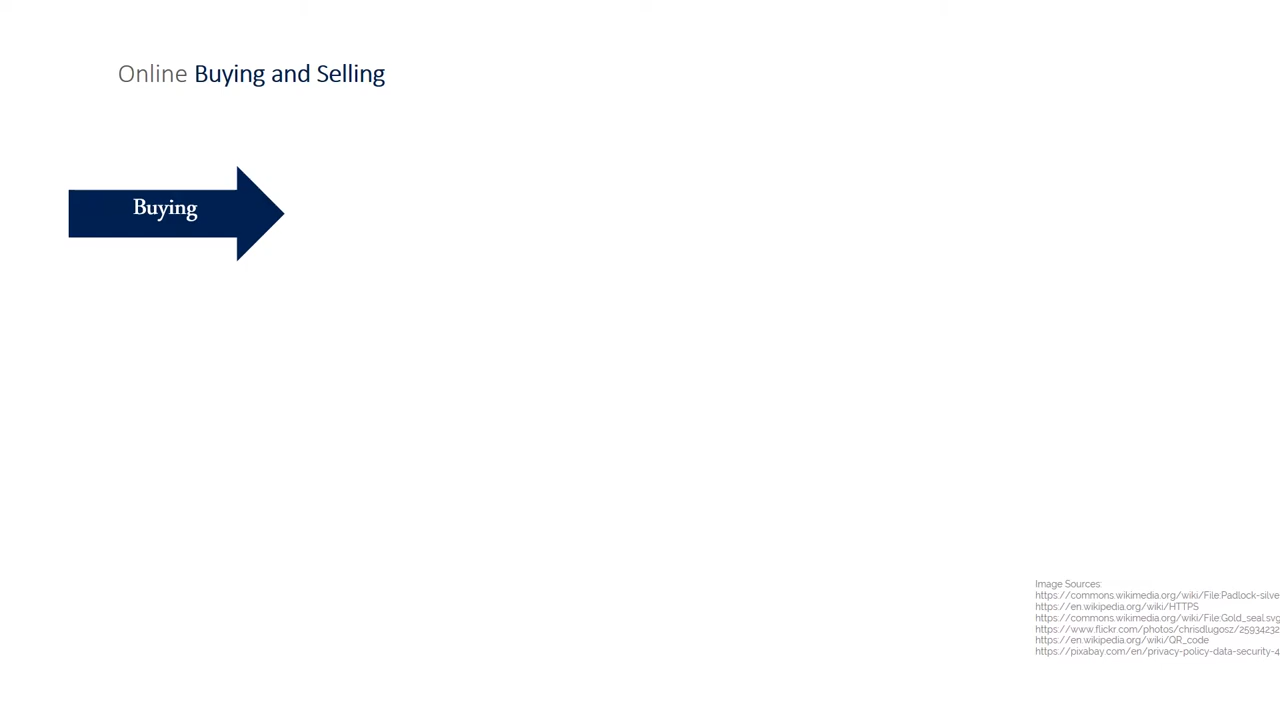 Online Buying and Selling
Buying
Image Sources:
https://commons.wikimedia.org/wiki/File:Padlock-silve
https://en.wikipedia.org/wiki/HTTPS
https://commons.wikimedia.org/wiki/File:Gold_seal.svg
https://www.flickr.com/photos/chrisdlugosz/25934232
https://en.wikipedia.org/wiki/QR_code
https://pixabay.com/en/privacy-policy-data-security-4